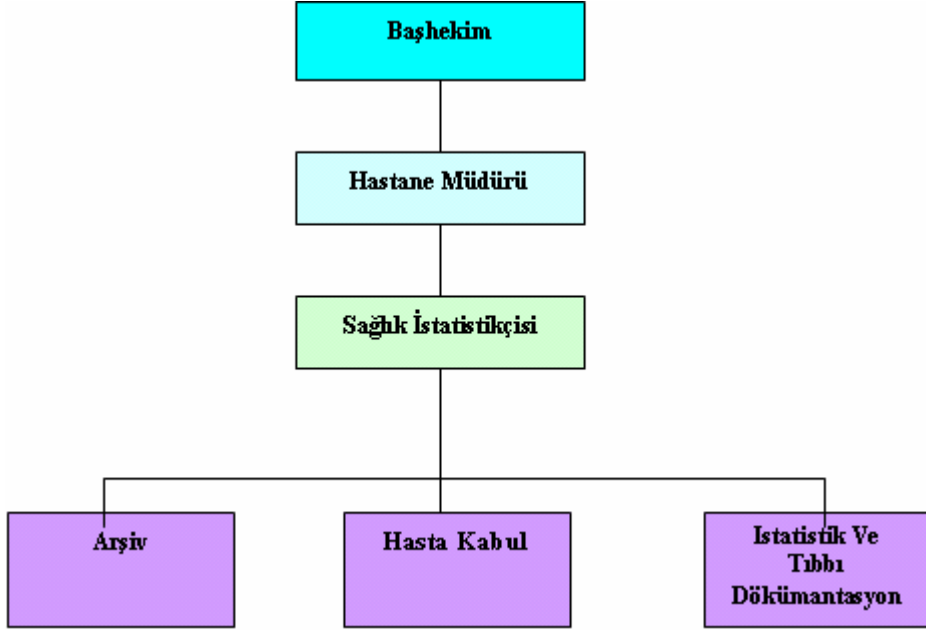 Başhekim
Hastane Müdürü
Sağlık İstatistikçisi
Arşiv
Hasta Kabul
Istatistik Ve
Tıbbı
Dökümantasyon